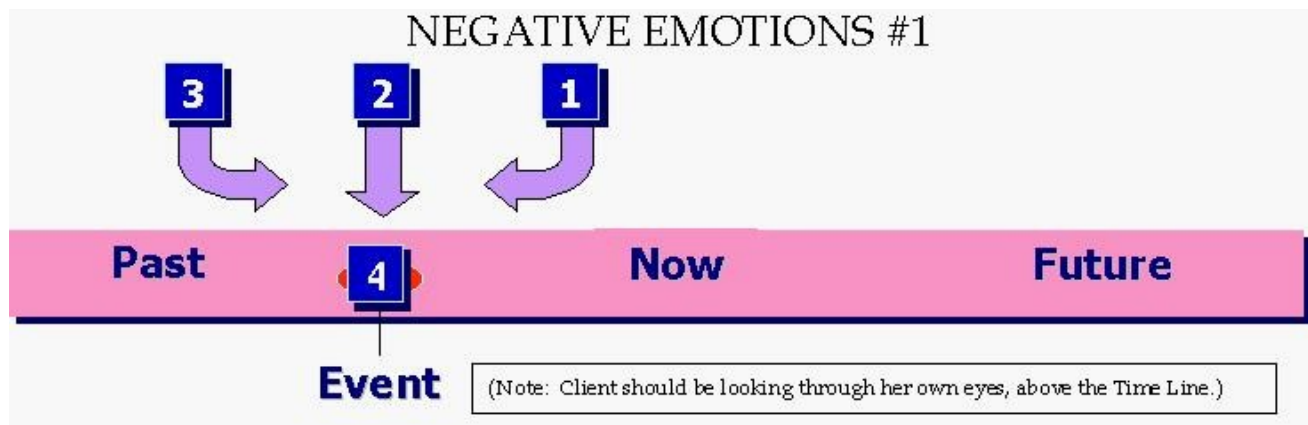 NEGATIVE EMOTIONS #1
3 2 1
Past 4 Now Future
Event
(Note: Client should be looking through her own eyes, above the Time Line.)